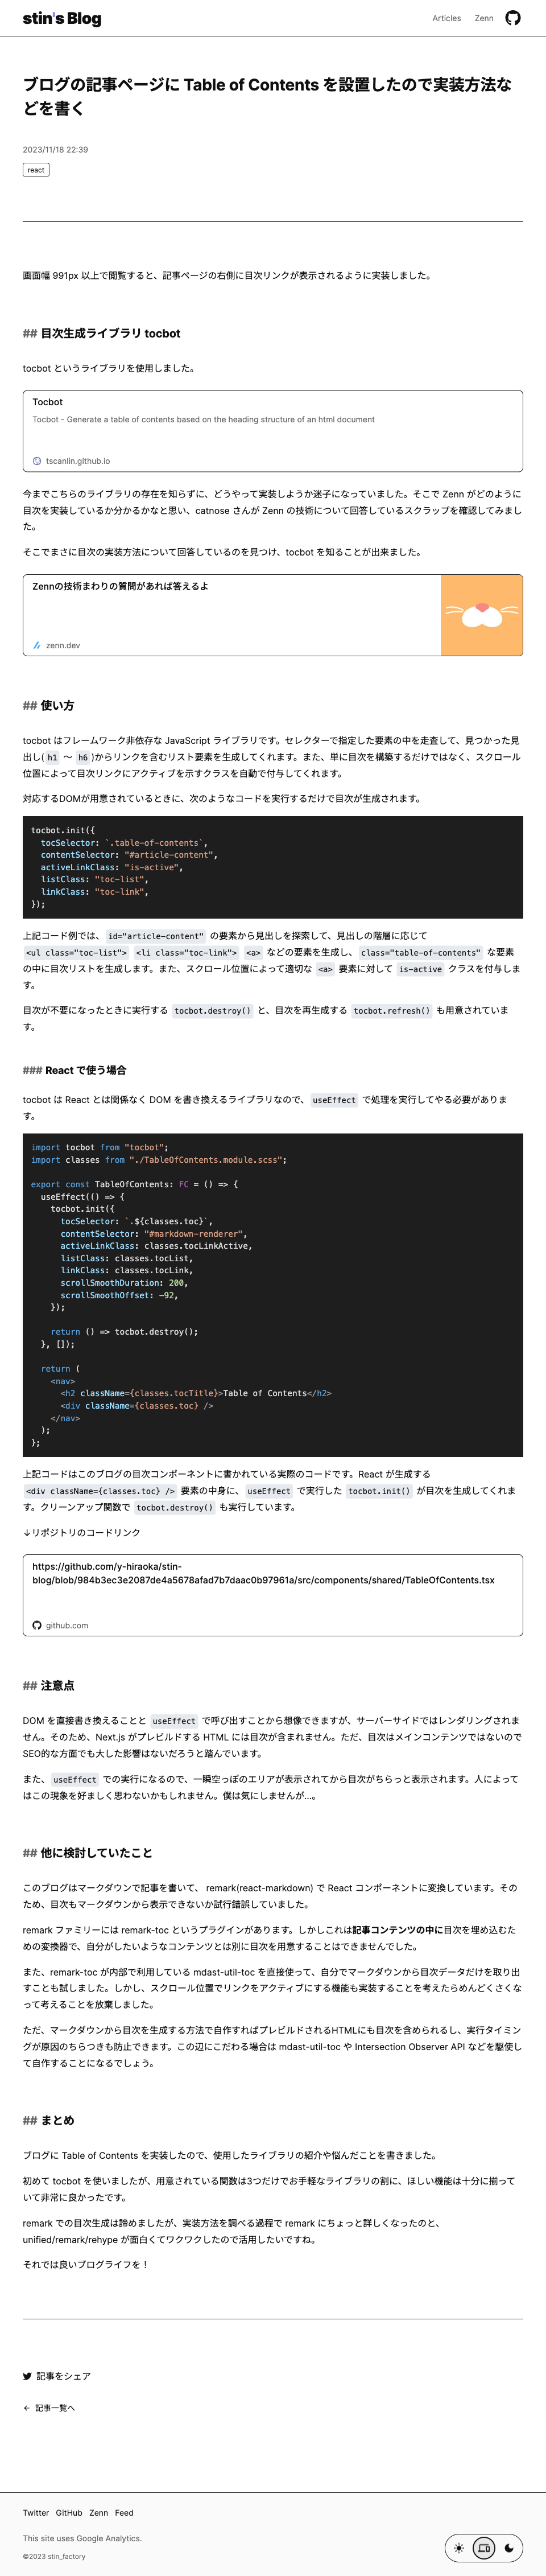 stin's Blog
Articles
Zenn
ブログの記事ページに Table of Contents を設置したので実装方法な
どを書く
2023/11/18 22:39
react
画面幅 991px 以上で閲覧すると、記事ページの右側に目次リンクが表示されるように実装しました。
## 目次生成ライブラリ tocbot
tocbot というライブラリを使用しました。
Tocbot
Tocbot - Generate a table of contents based on the heading structure of an html document
tscanlin.github.io
今までこちらのライブラリの存在を知らずに、どうやって実装しようか迷子になっていました。そこで Zenn がどのように
目次を実装しているか分かるかなと思い、catnose さんが Zenn の技術について回答しているスクラップを確認してみまし
た。
そこでまさに目次の実装方法について回答しているのを見つけ、tocbot を知ることが出来ました。
Zennの技術まわりの質問があれば答えるよ
zenn.dev
## 使い方
tocbot はフレームワーク非依存な JavaScript ライブラリです。セレクターで指定した要素の中を走査して、見つかった見
出し( h1 〜 h6 )からリンクを含むリスト要素を生成してくれます。また、単に目次を構築するだけではなく、スクロール
位置によって目次リンクにアクティブを示すクラスを自動で付与してくれます。
対応するDOMが用意されているときに、次のようなコードを実行するだけで目次が生成されます。
tocbot.init({
  tocSelector: `.table-of-contents`,
  contentSelector: "#article-content",
  activeLinkClass: "is-active",
  listClass: "toc-list",
  linkClass: "toc-link",
});
上記コード例では、 id="article-content" の要素から見出しを探索して、見出しの階層に応じて
<ul class="toc-list"> <li class="toc-link"> <a> などの要素を生成し、 class="table-of-contents" な要素
の中に目次リストを生成します。また、スクロール位置によって適切な <a> 要素に対して is-active クラスを付与しま
す。
目次が不要になったときに実行する tocbot.destroy() と、目次を再生成する tocbot.refresh() も用意されていま
す。
### React で使う場合
tocbot は React とは関係なく DOM を書き換えるライブラリなので、 useEffect で処理を実行してやる必要がありま
す。
import tocbot from "tocbot";
import classes from "./TableOfContents.module.scss";
export const TableOfContents: FC = () => {
  useEffect(() => {
    tocbot.init({
      tocSelector: `.${classes.toc}`,
      contentSelector: "#markdown-renderer",
      activeLinkClass: classes.tocLinkActive,
      listClass: classes.tocList,
      linkClass: classes.tocLink,
      scrollSmoothDuration: 200,
      scrollSmoothOffset: -92,
    });
    return () => tocbot.destroy();
  }, []);
  return (
    <nav>
      <h2 className={classes.tocTitle}>Table of Contents</h2>
      <div className={classes.toc} />
    </nav>
  );
};
上記コードはこのブログの目次コンポーネントに書かれている実際のコードです。React が生成する
<div className={classes.toc} /> 要素の中身に、 useEffect で実行した tocbot.init() が目次を生成してくれま
す。クリーンアップ関数で tocbot.destroy() も実行しています。
↓リポジトリのコードリンク
https://github.com/y-hiraoka/stin-
blog/blob/984b3ec3e2087de4a5678afad7b7daac0b97961a/src/components/shared/TableOfContents.tsx
github.com
## 注意点
DOM を直接書き換えることと useEffect で呼び出すことから想像できますが、サーバーサイドではレンダリングされませ
ん。そのため、Next.js がプレビルドする HTML には目次が含まれません。ただ、目次はメインコンテンツではないので
SEO的な方面でも大した影響はないだろうと踏んでいます。
また、 useEffect での実行になるので、一瞬空っぽのエリアが表示されてから目次がちらっと表示されます。人によって
はこの現象を好ましく思わないかもしれません。僕は気にしませんが...。
## 他に検討していたこと
このブログはマークダウンで記事を書いて、 remark(react-markdown) で React コンポーネントに変換しています。その
ため、目次もマークダウンから表示できないか試行錯誤していました。
remark ファミリーには remark-toc というプラグインがあります。しかしこれは記事コンテンツの中に目次を埋め込むた
めの変換器で、自分がしたいようなコンテンツとは別に目次を用意することはできませんでした。
また、remark-toc が内部で利用している mdast-util-toc を直接使って、自分でマークダウンから目次データだけを取り出
すことも試しました。しかし、スクロール位置でリンクをアクティブにする機能も実装することを考えたらめんどくさくな
って考えることを放棄しました。
ただ、マークダウンから目次を生成する方法で自作すればプレビルドされるHTMLにも目次を含められるし、実行タイミン
グが原因のちらつきも防止できます。この辺にこだわる場合は mdast-util-toc や Intersection Observer API などを駆使し
て自作することになるでしょう。
## まとめ
ブログに Table of Contents を実装したので、使用したライブラリの紹介や悩んだことを書きました。
初めて tocbot を使いましたが、用意されている関数は3つだけでお手軽なライブラリの割に、ほしい機能は十分に揃って
いて非常に良かったです。
remark での目次生成は諦めましたが、実装方法を調べる過程で remark にちょっと詳しくなったのと、
unified/remark/rehype が面白くてワクワクしたので活用したいですね。
それでは良いブログライフを！
記事をシェア
← 記事一覧へ
Twitter GitHub Zenn Feed
This site uses Google Analytics.
©2023 stin_factory